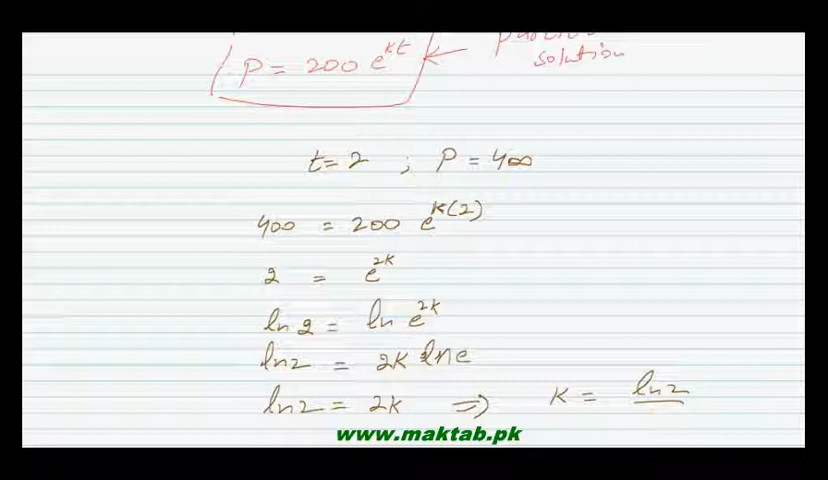 P = 200 e^{kt} ←
solution
t=2 ; P = 400
400 = 200 e^{K(2)}
2 = e^{2K}
ln 2 = ln e^{2K}
ln2 = 2K lne
ln2 = 2K ⇒ K = ln2
www.maktab.pk